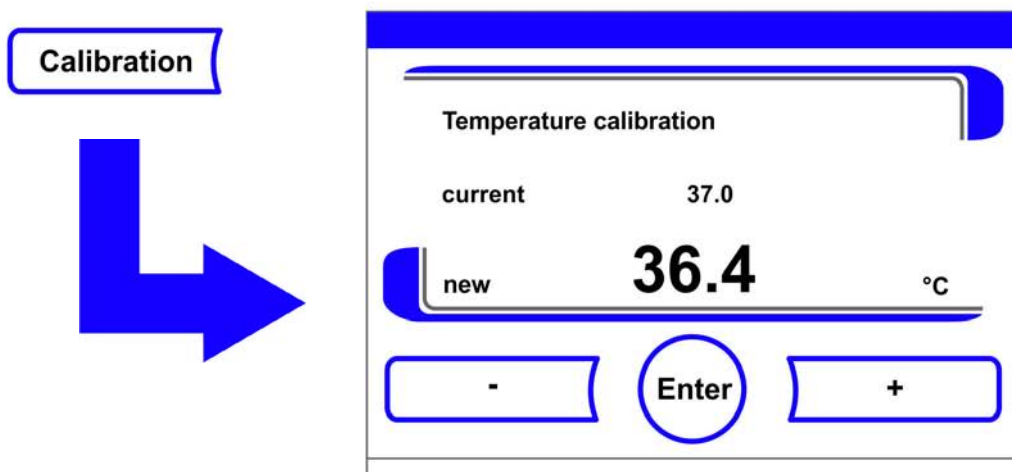 Calibration
Temperature calibration
current 37.0
new 36.4 °C
- Enter +